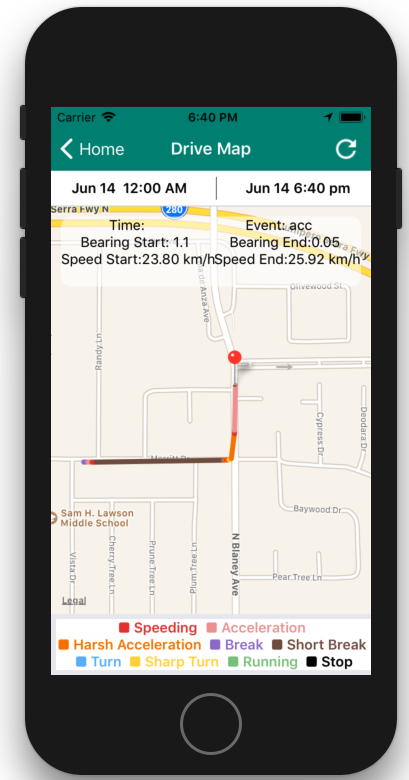 Carrier 6:40 PM
Home Drive Map
Jun 14 12:00 AM Jun 14 6:40 pm
Serra Fwy N
280
Time: Event: acc
Bearing Start: 1.1 Bearing End:0.05
Speed Start:23.80 km/h Speed End:25.92 km/h
Junipero Serra Fwy
de Anza Ave
Olivewood St
Randy Ln
Cypress Dr
Deodara Dr
Merritt Dr
Sam H. Lawson
Middle School
Baywood Dr
Vista Dr
Cherry Tree Ln
Prune Tree Ln
Plum Tree Ln
N Blaney Ave
Pear Tree Ln
Legal
Speeding Acceleration
Harsh Acceleration Break Short Break
Turn Sharp Turn Running Stop